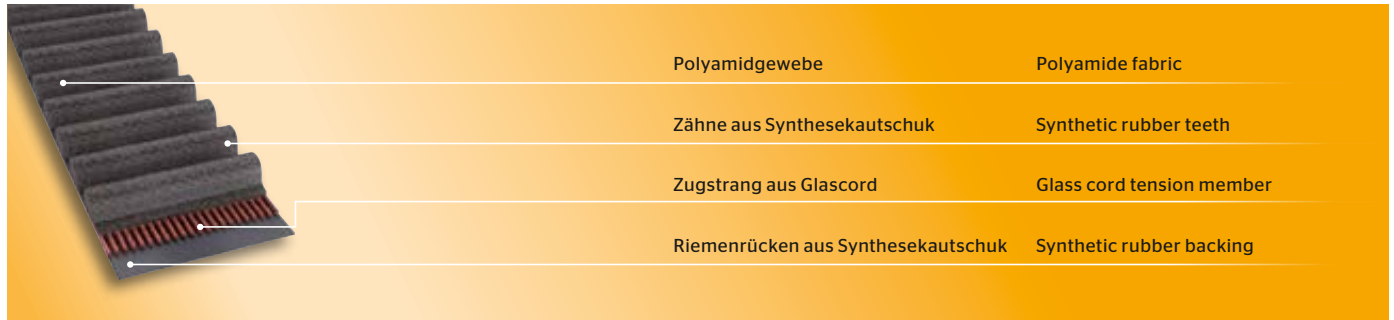 Polyamidgewebe Polyamide fabric
Zähne aus Synthesekautschuk Synthetic rubber teeth
Zugstrang aus Glascord Glass cord tension member
Riemenrücken aus Synthesekautschuk Synthetic rubber backing